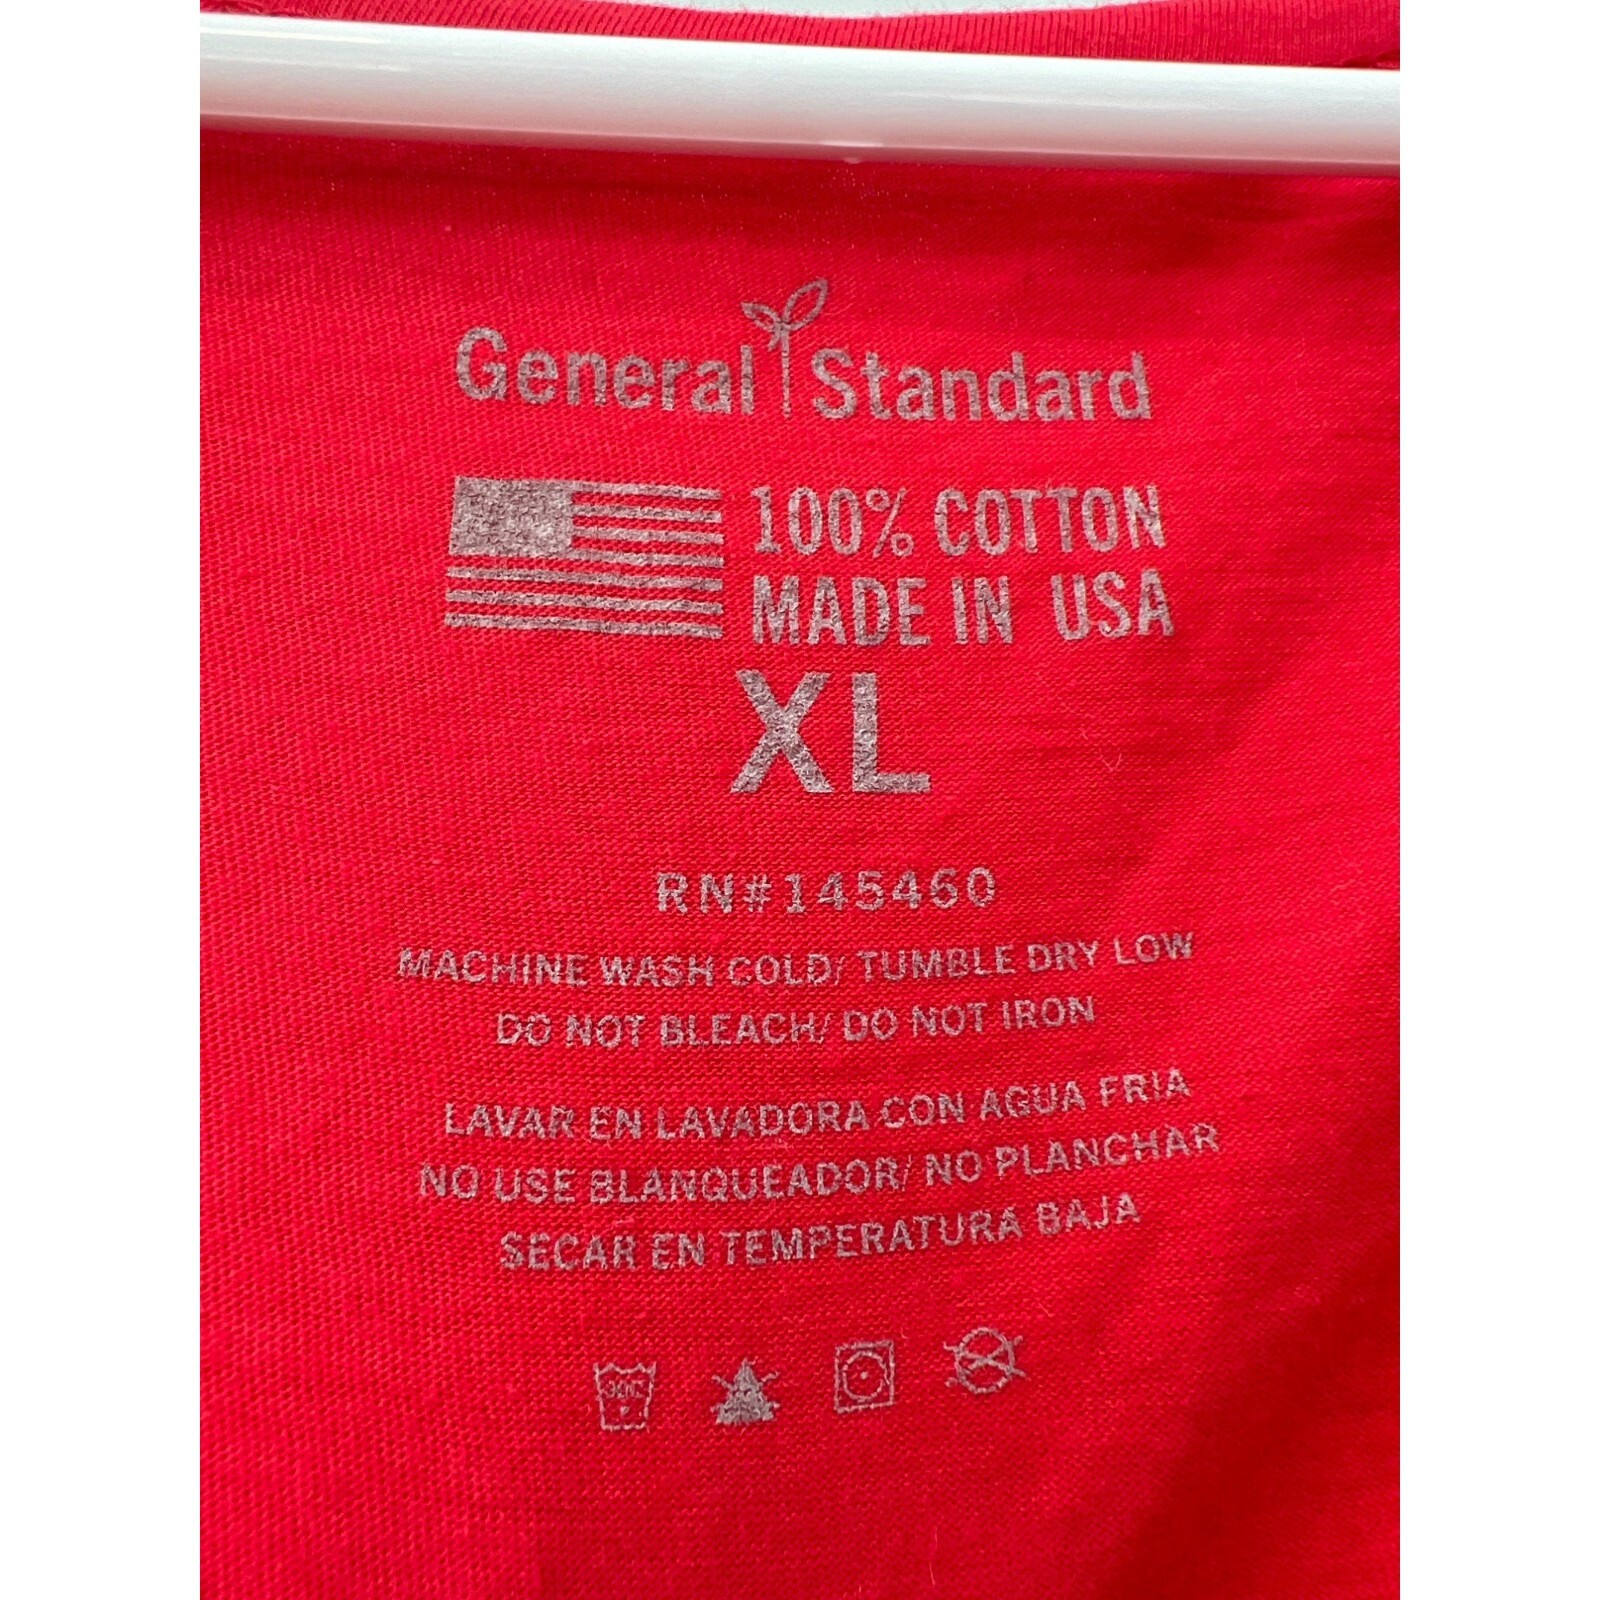 General Standard
100% COTTON
MADE IN USA
XL
RN#145460
MACHINE WASH COLD/ TUMBLE DRY LOW
DO NOT BLEACH/ DO NOT IRON
LAVAR EN LAVADORA CON AGUA FRIA
NO USE BLANQUEADOR/ NO PLANCHAR
SECAR EN TEMPERATURA BAJA